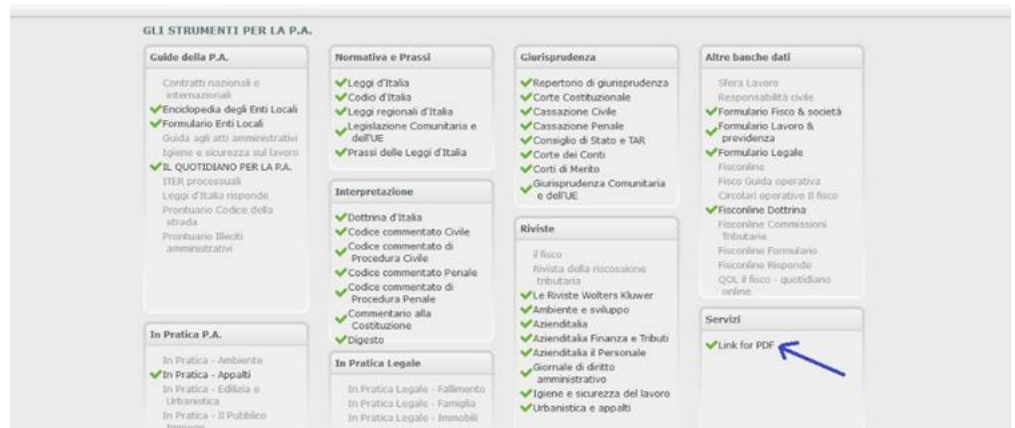 GLI STRUMENTI PER LA P.A.
Guide della P.A.
Contratti nazionali e
internazionali
Enciclopedia degli Enti Locali
Formulario Enti Locali
Guida agli atti amministrativi
Igiene e sicurezza sul lavoro
IL QUOTIDIANO PER LA P.A.
ITER processuali
Leggi d'Italia risponde
Prontuario Codice della
strada
Prontuario Illeciti
amministrativi
In Pratica P.A.
In Pratica - Ambiente
In Pratica - Appalti
In Pratica - Edilizia e
Urbanistica
In Pratica - Il Pubblico
Impiego
Normativa e Prassi
Leggi d'Italia
Codici d'Italia
Leggi regionali d'Italia
Legislazione Comunitaria e
dell'UE
Prassi delle Leggi d'Italia
Interpretazione
Dottrina d'Italia
Codice commentato Civile
Codice commentato di
Procedura Civile
Codice commentato Penale
Codice commentato di
Procedura Penale
Commentario alla
Costituzione
Digesto
In Pratica Legale
In Pratica Legale - Fallimento
In Pratica Legale - Famiglia
In Pratica Legale - Immobili
Giurisprudenza
Repertorio di giurisprudenza
Corte Costituzionale
Cassazione Civile
Cassazione Penale
Consiglio di Stato e TAR
Corte dei Conti
Corti di Merito
Giurisprudenza Comunitaria
e dell'UE
Riviste
il fisco
Rivista della riscossione
tributaria
Le Riviste Wolters Kluwer
Ambiente e sviluppo
Azienditalia
Azienditalia Finanza e Tributi
Azienditalia il Personale
Giornale di diritto
amministrativo
Igiene e sicurezza del lavoro
Urbanistica e appalti
Altre banche dati
Sfera Lavoro
Responsabilità civile
Formulario Fisco & società
Formulario Lavoro &
previdenza
Formulario Legale
Fisconline
Fisco Guida operativa
Circolari operative Il fisco
Fisconline Dottrina
Fisconline Commissioni
Tributarie
Fisconline Formulario
Fisconline Risponde
QOL il fisco - quotidiano
online
Servizi
Link for PDF